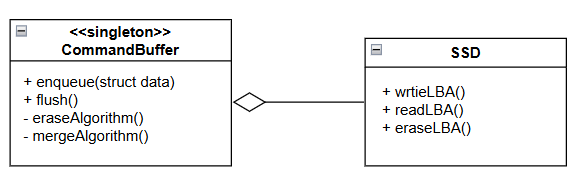 <<singleton>>
CommandBuffer
+ enqueue(struct data)
+ flush()
- eraseAlgorithm()
- mergeAlgorithm()
SSD
+ wrtieLBA()
+ readLBA()
+ eraseLBA()